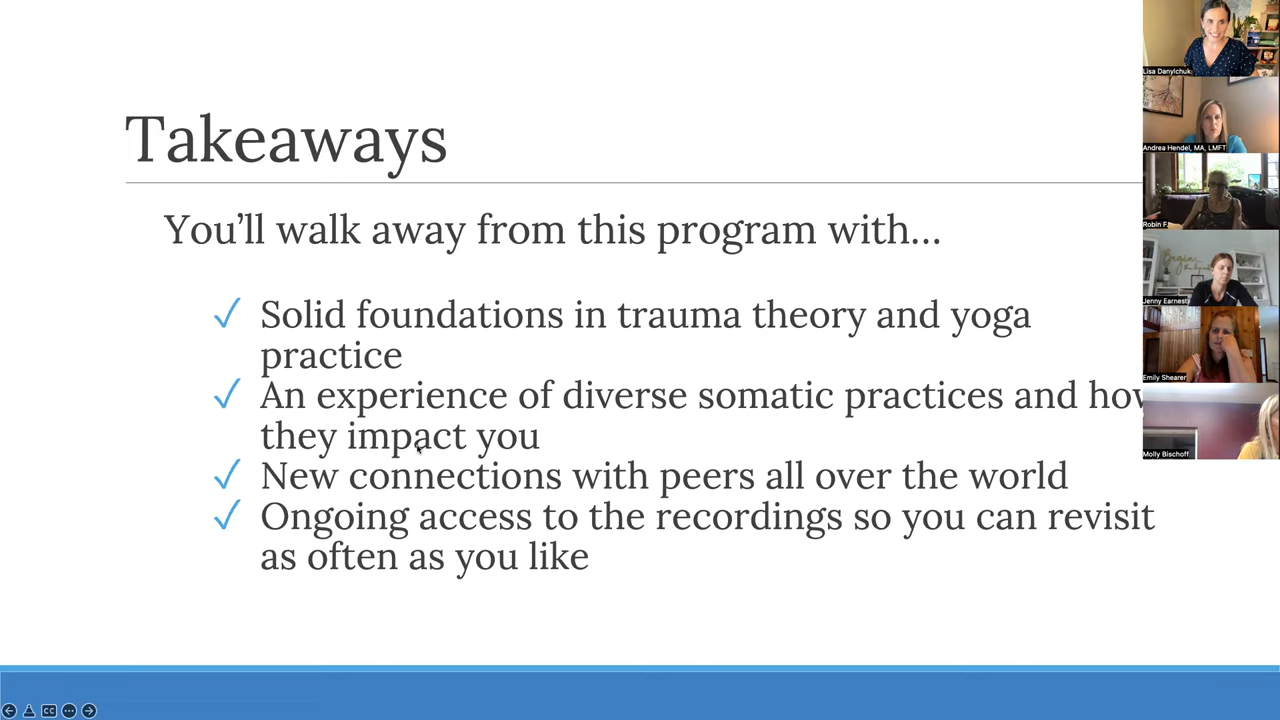 Takeaways
You'll walk away from this program with…
✓ Solid foundations in trauma theory and yoga
practice
✓ An experience of diverse somatic practices and how
they impact you
✓ New connections with peers all over the world
✓ Ongoing access to the recordings so you can revisit
as often as you like
Lisa Danylchuk
Andrea Hendel, MA, LMFT
Robin F.
Jenny Earnest
Emily Shearer
Molly Bischoff
CC